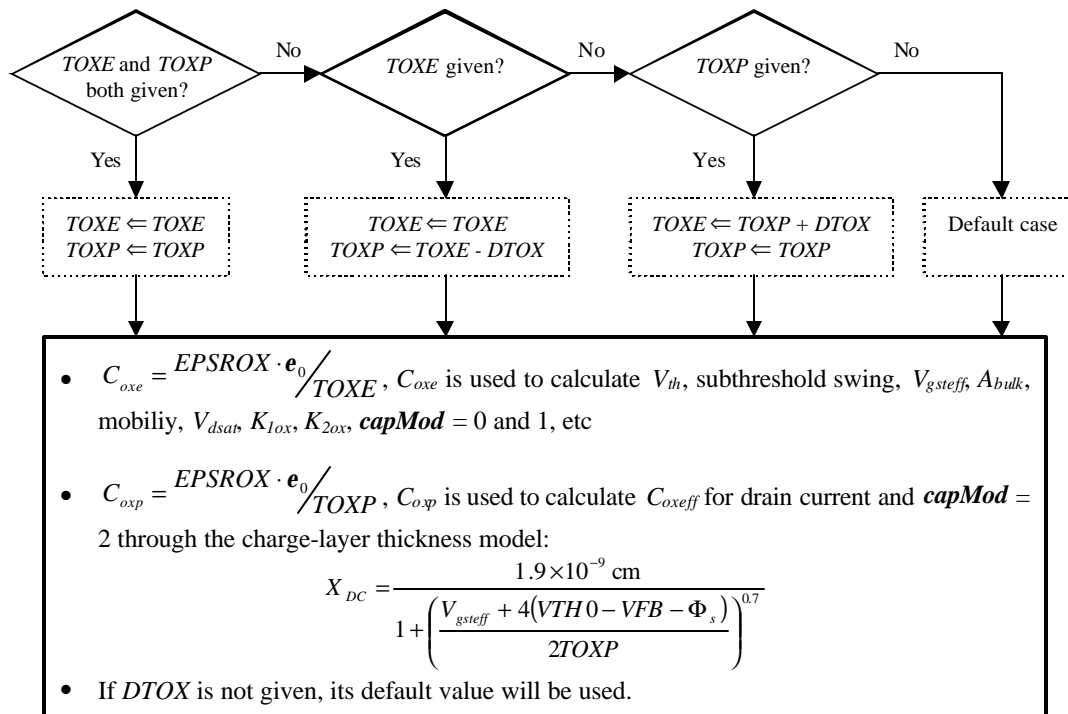 TOXE and TOXP
both given?
No
TOXE given?
No
TOXP given?
No
Yes
Yes
Yes
TOXE ⇐ TOXE
TOXP ⇐ TOXP
TOXE ⇐ TOXE
TOXP ⇐ TOXE - DTOX
TOXE ⇐ TOXP + DTOX
TOXP ⇐ TOXP
Default case
• C_oxe = EPSROX · e_0 / TOXE, C_oxe is used to calculate V_th, subthreshold swing, V_gsteff, A_bulk,
mobiliy, V_dsat, K_1ox, K_2ox, capMod = 0 and 1, etc
• C_oxp = EPSROX · e_0 / TOXP, C_oxp is used to calculate C_oxeff for drain current and capMod =
2 through the charge-layer thickness model:
X_DC = 1.9×10^−9 cm / (1 + ((V_gsteff + 4(VTH0 − VFB − Φ_s)) / 2TOXP)^0.7)
• If DTOX is not given, its default value will be used.